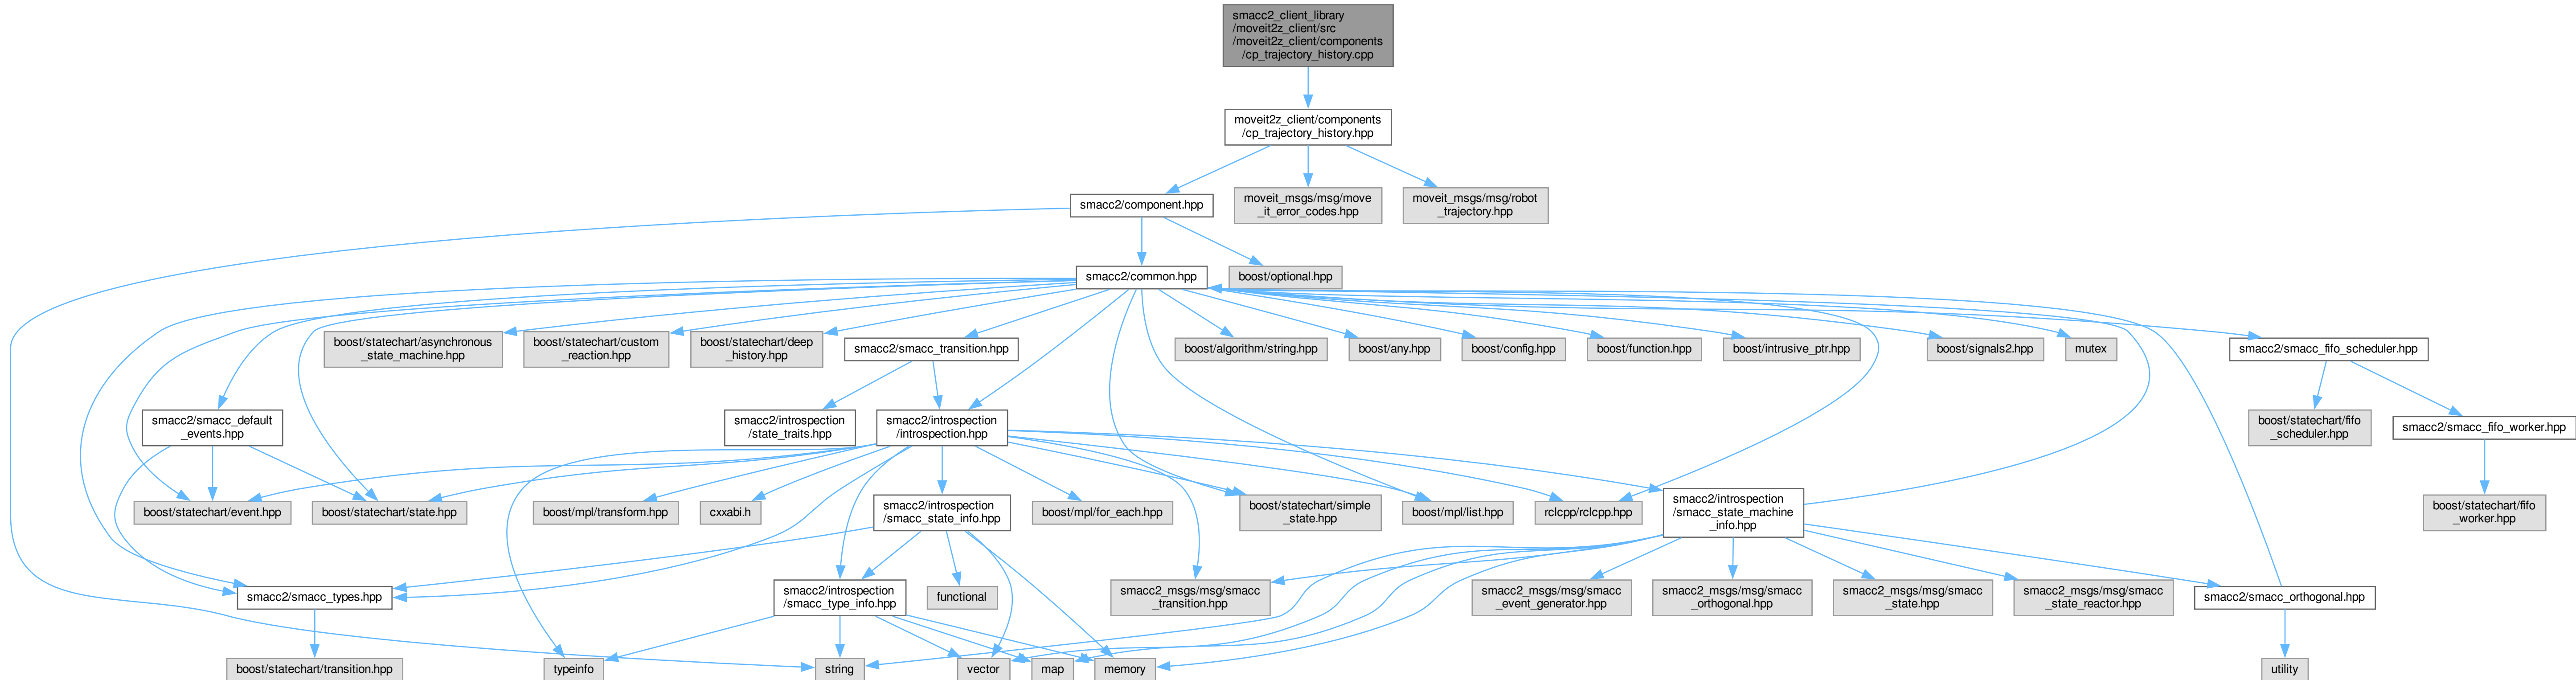 smacc2_client_library
/moveit2z_client/src
/moveit2z_client/components
/cp_trajectory_history.cpp
moveit2z_client/components
/cp_trajectory_history.hpp
smacc2/component.hpp
moveit_msgs/msg/move
_it_error_codes.hpp
moveit_msgs/msg/robot
_trajectory.hpp
smacc2/common.hpp
boost/optional.hpp
boost/statechart/asynchronous
_state_machine.hpp
boost/statechart/custom
_reaction.hpp
boost/statechart/deep
_history.hpp
smacc2/smacc_transition.hpp
boost/algorithm/string.hpp
boost/any.hpp
boost/config.hpp
boost/function.hpp
boost/intrusive_ptr.hpp
boost/signals2.hpp
mutex
smacc2/smacc_fifo_scheduler.hpp
smacc2/smacc_default
_events.hpp
smacc2/introspection
/state_traits.hpp
smacc2/introspection
/introspection.hpp
boost/statechart/fifo
_scheduler.hpp
smacc2/smacc_fifo_worker.hpp
boost/statechart/event.hpp
boost/statechart/state.hpp
boost/mpl/transform.hpp
cxxabi.h
smacc2/introspection
/smacc_state_info.hpp
boost/mpl/for_each.hpp
boost/statechart/simple
_state.hpp
boost/mpl/list.hpp
rclcpp/rclcpp.hpp
smacc2/introspection
/smacc_state_machine
_info.hpp
boost/statechart/fifo
_worker.hpp
smacc2/smacc_types.hpp
smacc2/introspection
/smacc_type_info.hpp
functional
smacc2_msgs/msg/smacc
_transition.hpp
smacc2_msgs/msg/smacc
_event_generator.hpp
smacc2_msgs/msg/smacc
_orthogonal.hpp
smacc2_msgs/msg/smacc
_state.hpp
smacc2_msgs/msg/smacc
_state_reactor.hpp
smacc2/smacc_orthogonal.hpp
boost/statechart/transition.hpp
typeinfo
string
vector
map
memory
utility